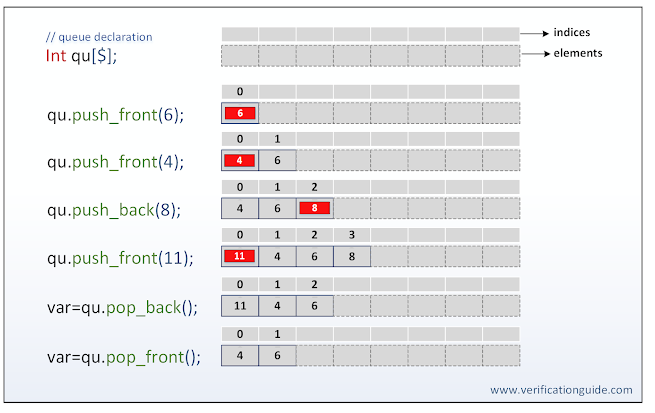 // queue declaration
Int qu[$];
indices
elements
0
qu.push_front(6);
6
0 1
qu.push_front(4);
4 6
0 1 2
qu.push_back(8);
4 6 8
0 1 2 3
qu.push_front(11);
11 4 6 8
0 1 2
var=qu.pop_back();
11 4 6
0 1
var=qu.pop_front();
4 6
www.verificationguide.com